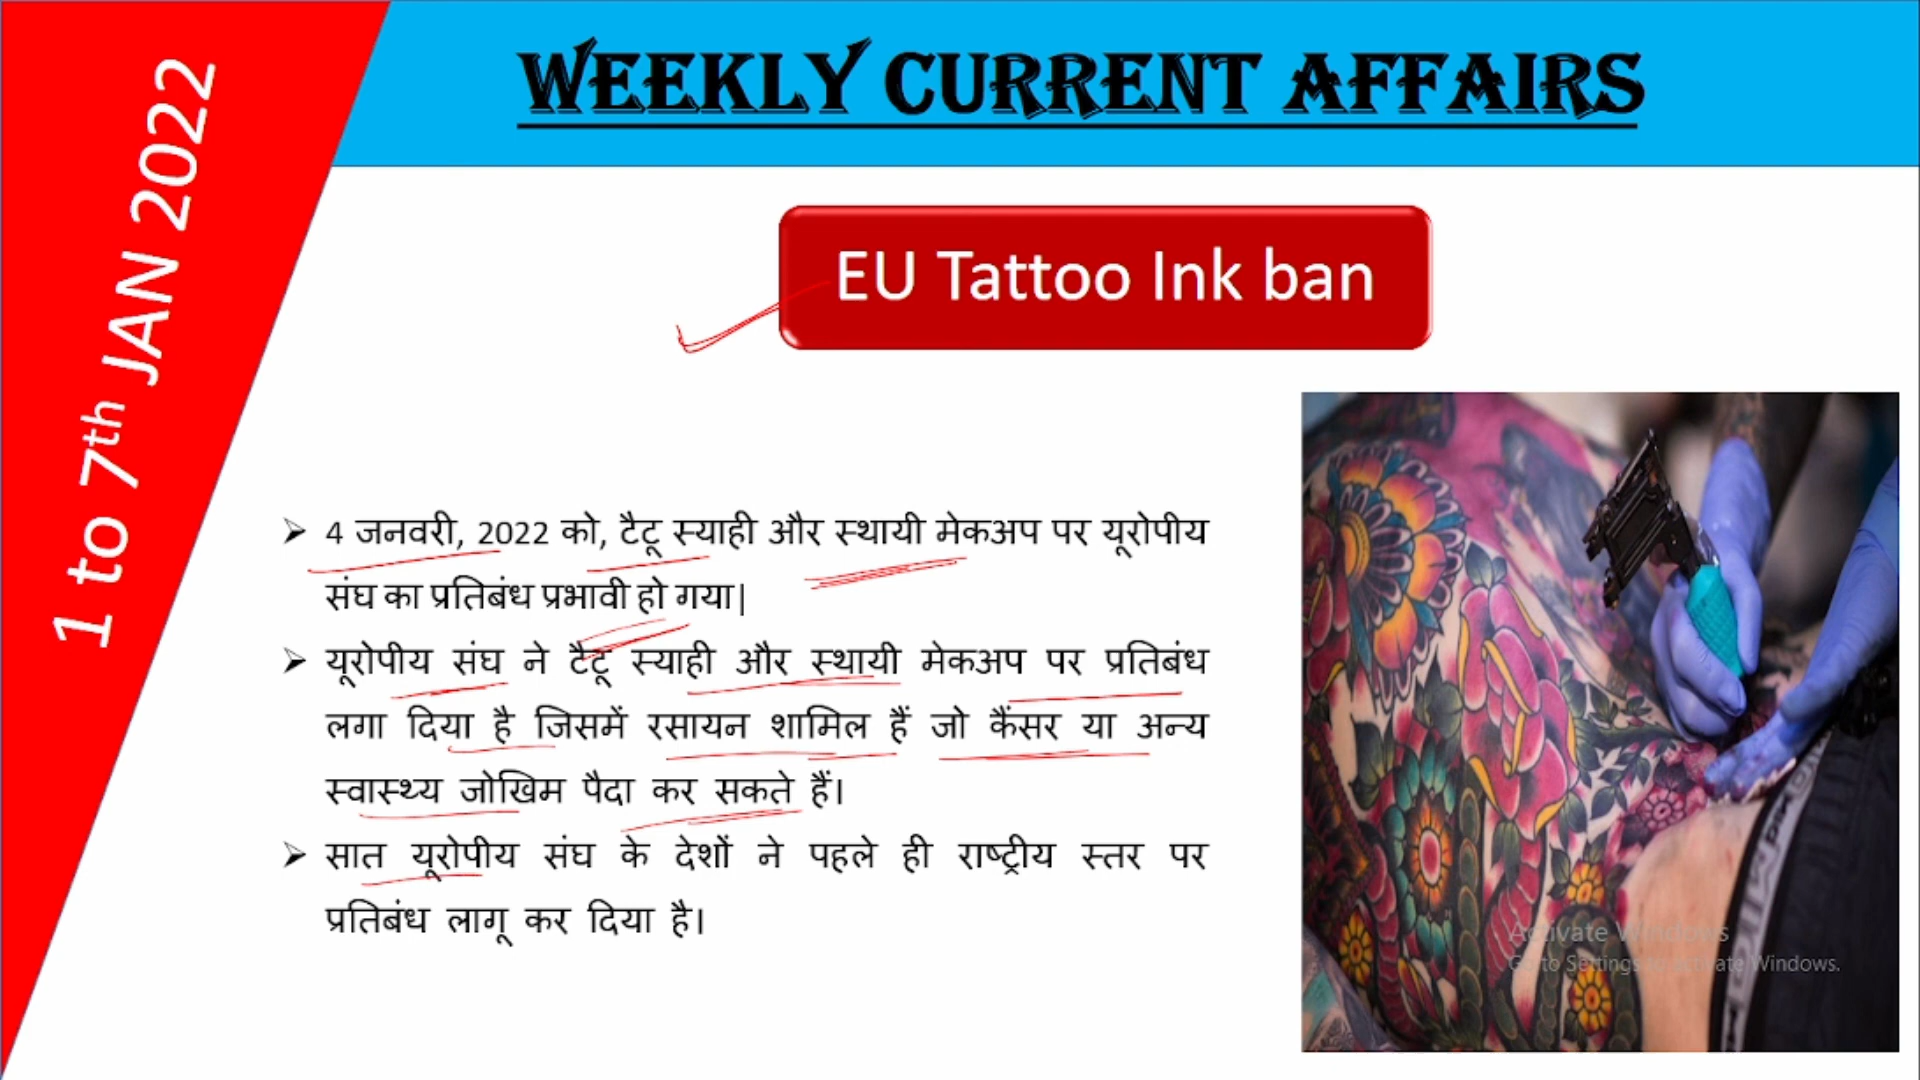 WEEKLY CURRENT AFFAIRS
1 to 7th JAN 2022
EU Tattoo Ink ban
➢ 4 जनवरी, 2022 को, टैटू स्याही और स्थायी मेकअप पर यूरोपीय
संघ का प्रतिबंध प्रभावी हो गया|
➢ यूरोपीय संघ ने टैटू स्याही और स्थायी मेकअप पर प्रतिबंध
लगा दिया है जिसमें रसायन शामिल हैं जो कैंसर या अन्य
स्वास्थ्य जोखिम पैदा कर सकते हैं।
➢ सात यूरोपीय संघ के देशों ने पहले ही राष्ट्रीय स्तर पर
प्रतिबंध लागू कर दिया है।
Activate Windows
Go to Settings to activate Windows.